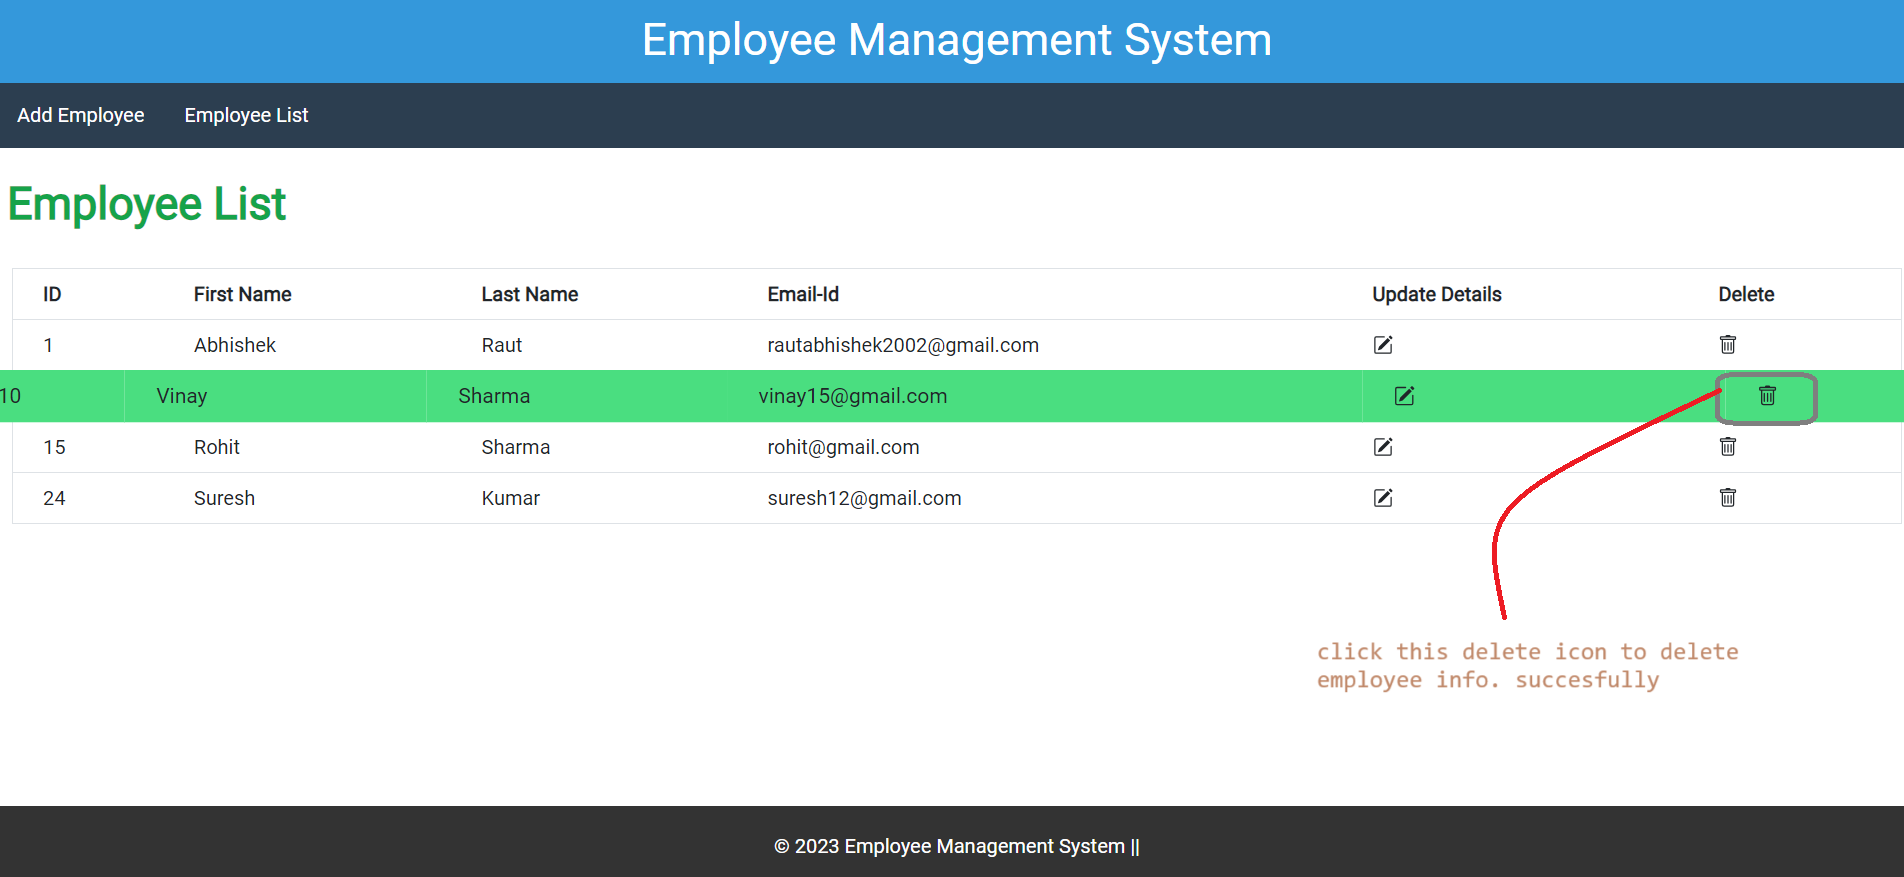 Employee Management System
Add Employee Employee List
Employee List
ID First Name Last Name Email-Id Update Details Delete
1 Abhishek Raut rautabhishek2002@gmail.com
10 Vinay Sharma vinay15@gmail.com
15 Rohit Sharma rohit@gmail.com
24 Suresh Kumar suresh12@gmail.com
click this delete icon to delete
employee info. succesfully
© 2023 Employee Management System ||